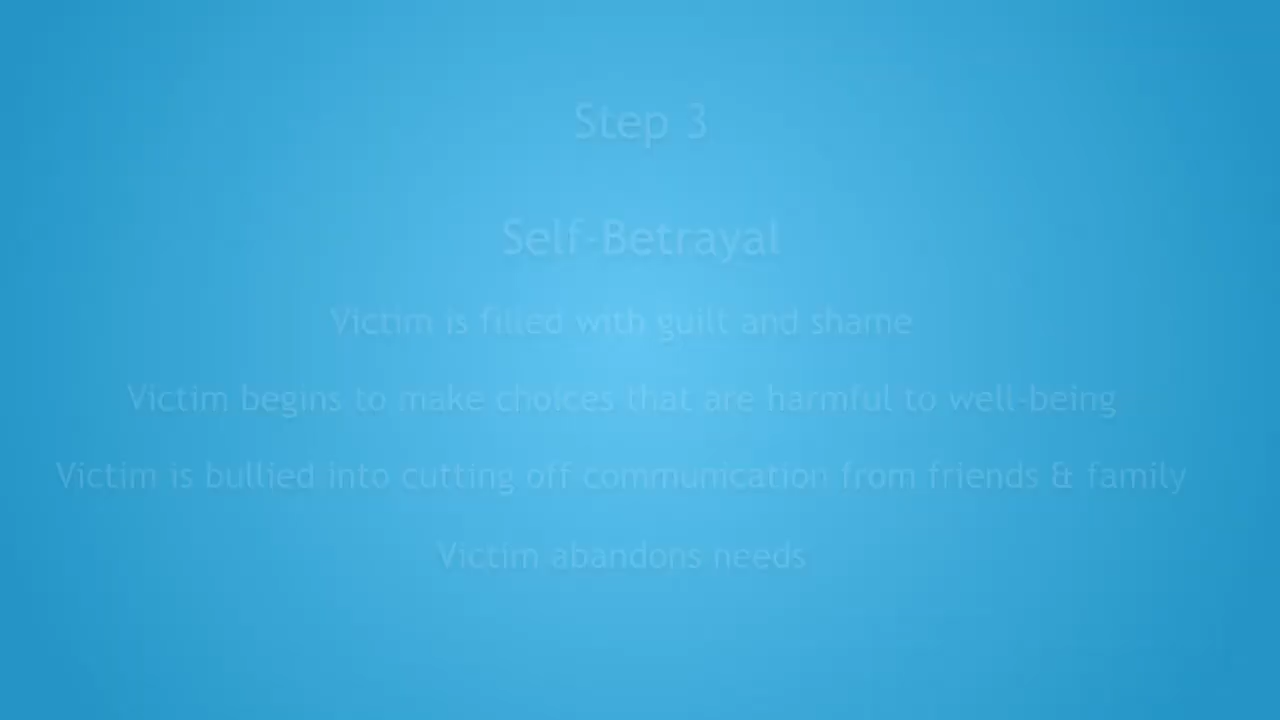 Step 3
Self-Betrayal
Victim is filled with guilt and shame
Victim begins to make choices that are harmful to well-being
Victim is bullied into cutting off communication from friends & family
Victim abandons needs